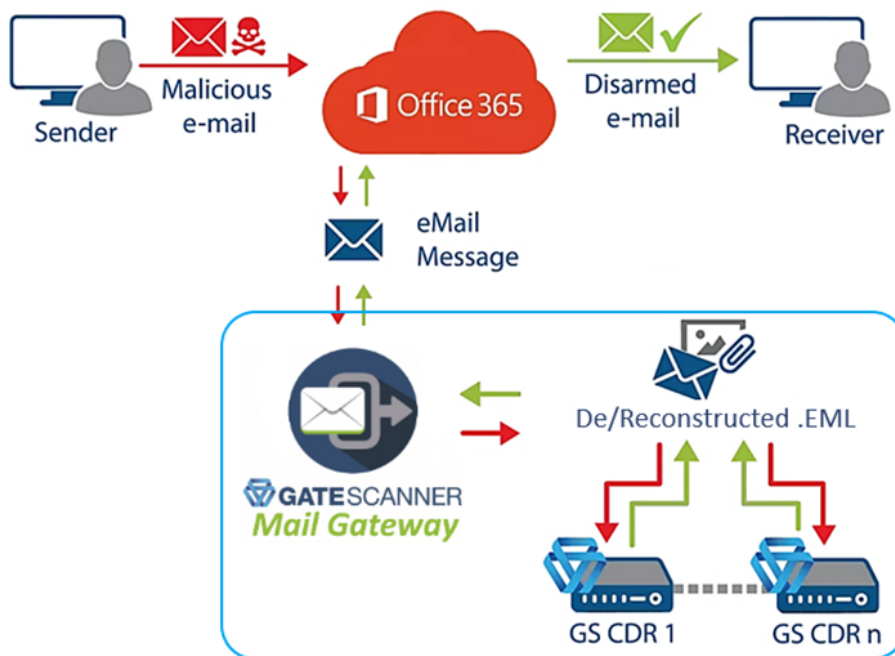 Sender
Malicious
e-mail
Office 365
Disarmed
e-mail
Receiver
eMail
Message
GATESCANNER
Mail Gateway
De/Reconstructed .EML
GS CDR 1
GS CDR n